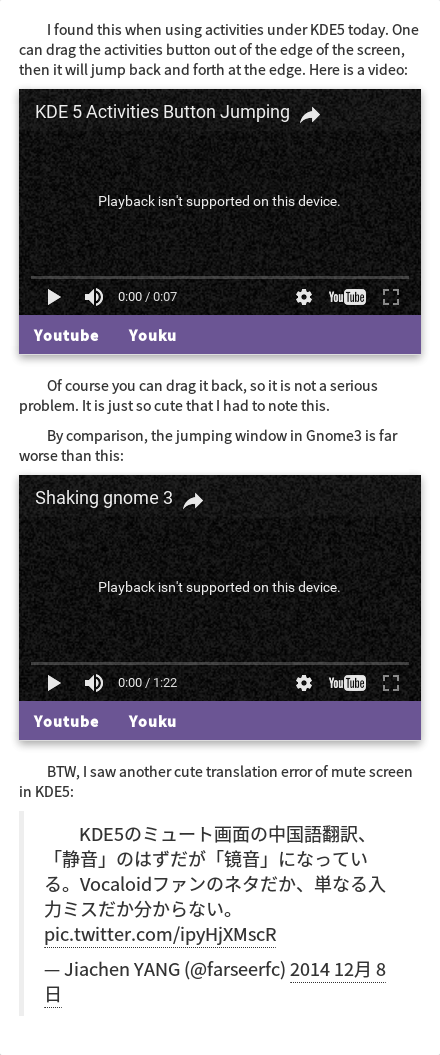 I found this when using activities under KDE5 today. One
can drag the activities button out of the edge of the screen,
then it will jump back and forth at the edge. Here is a video:
KDE 5 Activities Button Jumping
Playback isn't supported on this device.
0:00 / 0:07
YouTube
Youtube Youku
Of course you can drag it back, so it is not a serious
problem. It is just so cute that I had to note this.
By comparison, the jumping window in Gnome3 is far
worse than this:
Shaking gnome 3
Playback isn't supported on this device.
0:00 / 1:22
YouTube
Youtube Youku
BTW, I saw another cute translation error of mute screen
in KDE5:
KDE5のミュート画面の中国語翻訳、
「静音」のはずだが「镜音」になってい
る。Vocaloidファンのネタだか、単なる入
力ミスだか分からない。
pic.twitter.com/ipyHjXMscR
— Jiachen YANG (@farseerfc) 2014 12月 8
日